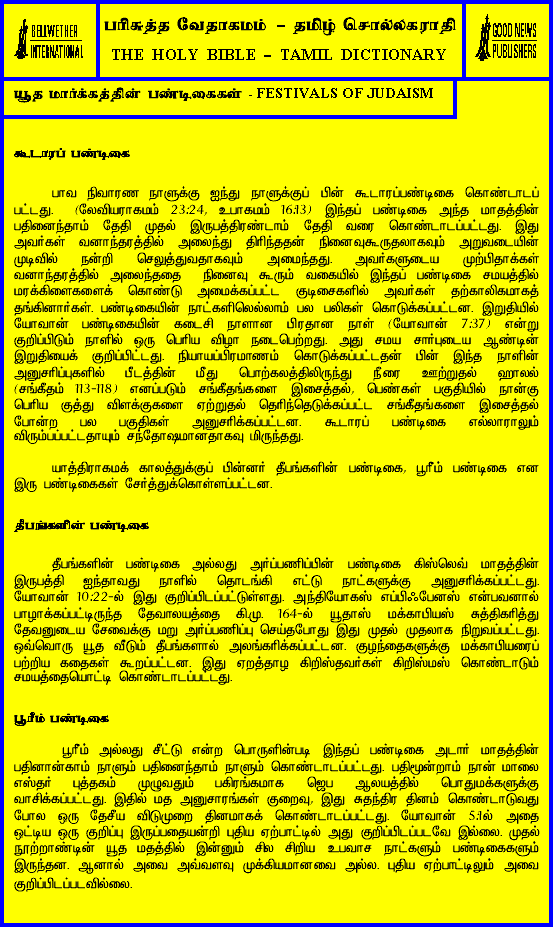 BELLWETHER
INTERNATIONAL
பரிசுத்த வேதாகமம் – தமிழ் சொல்லகராதி
THE HOLY BIBLE – TAMIL DICTIONARY
GOOD NEWS
PUBLISHERS
யூத மார்க்கத்தின் பண்டிகைகள் - FESTIVALS OF JUDAISM
கூடாரப் பண்டிகை
பாவ நிவாரண நாளுக்கு ஐந்து நாளுக்குப் பின் கூடாரப்பண்டிகை கொண்டாடப்
பட்டது. (லேவியராகமம் 23:24, உபாகமம் 16:13) இந்தப் பண்டிகை அந்த மாதத்தின்
பதினைந்தாம் தேதி முதல் இருபத்திரண்டாம் தேதி வரை கொண்டாடப்பட்டது. இது
அவர்கள் வனாந்தரத்தில் அலைந்து திரிந்ததன் நினைவுகூருதலாகவும் அறுவடையின்
முடிவில் நன்றி செலுத்துவதாகவும் அமைந்தது. அவர்களுடைய முற்பிதாக்கள்
வனாந்தரத்தில் அலைந்ததை நினைவு கூரும் வகையில் இந்தப் பண்டிகை சமயத்தில்
மரக்கிளைகளைக் கொண்டு அமைக்கப்பட்ட குடிசைகளில் அவர்கள் தற்காலிகமாகத்
தங்கினார்கள். பண்டிகையின் நாட்களிலெல்லாம் பல பலிகள் கொடுக்கப்பட்டன. இறுதியில்
யோவான் பண்டிகையின் கடைசி நாளான பிரதான நாள் (யோவான் 7:37) என்று
குறிப்பிடும் நாளில் ஒரு பெரிய விழா நடைபெற்றது. அது சமய சார்புடைய ஆண்டின்
இறுதியைக் குறிப்பிட்டது. நியாயப்பிரமாணம் கொடுக்கப்பட்டதன் பின் இந்த நாளின்
அனுசரிப்புகளில் பீடத்தின் மீது பொற்கலத்திலிருந்து நீரை ஊற்றுதல் ஹாலல்
(சங்கீதம் 113-118) எனப்படும் சங்கீதங்களை இசைத்தல், பெண்கள் பகுதியில் நான்கு
பெரிய குத்து விளக்குகளை ஏற்றுதல் தெரிந்தெடுக்கப்பட்ட சங்கீதங்களை இசைத்தல்
போன்ற பல பகுதிகள் அனுசரிக்கப்பட்டன. கூடாரப் பண்டிகை எல்லாராலும்
விரும்பப்பட்டதாயும் சந்தோஷமானதாகவு மிருந்தது.
யாத்திராகமக் காலத்துக்குப் பின்னர் தீபங்களின் பண்டிகை, பூரீம் பண்டிகை என
இரு பண்டிகைகள் சேர்த்துக்கொள்ளப்பட்டன.
தீபங்களின் பண்டிகை
தீபங்களின் பண்டிகை அல்லது அர்ப்பணிப்பின் பண்டிகை கிஸ்லெவ் மாதத்தின்
இருபத்தி ஐந்தாவது நாளில் தொடங்கி எட்டு நாட்களுக்கு அனுசரிக்கப்பட்டது.
யோவான் 10:22-ல் இது குறிப்பிடப்பட்டுள்ளது. அந்தியோகஸ் எப்பிஃபேனஸ் என்பவனால்
பாழாக்கப்பட்டிருந்த தேவாலயத்தை கி.மு. 164-ல் யூதாஸ் மக்காபியஸ் சுத்திகரித்து
தேவனுடைய சேவைக்கு மறு அர்ப்பணிப்பு செய்தபோது இது முதல் முதலாக நிறுவப்பட்டது.
ஒவ்வொரு யூத வீடும் தீபங்களால் அலங்கரிக்கப்பட்டன. குழந்தைகளுக்கு மக்காபியரைப்
பற்றிய கதைகள் கூறப்பட்டன. இது ஏறத்தாழ கிறிஸ்தவர்கள் கிறிஸ்மஸ் கொண்டாடும்
சமயத்தையொட்டி கொண்டாடப்பட்டது.
பூரீம் பண்டிகை
பூரீம் அல்லது சீட்டு என்ற பொருளின்படி இந்தப் பண்டிகை அடார் மாதத்தின்
பதினான்காம் நாளும் பதினைந்தாம் நாளும் கொண்டாடப்பட்டது. பதிமூன்றாம் நான் மாலை
எஸ்தர் புத்தகம் முழுவதும் பகிரங்கமாக ஜெப ஆலயத்தில் பொதுமக்களுக்கு
வாசிக்கப்பட்டது. இதில் மத அனுசாரங்கள் குறைவு, இது சுதந்திர தினம் கொண்டாடுவது
போல ஒரு தேசீய விடுமுறை தினமாகக் கொண்டாடப்பட்டது. யோவான் 5:1ல் அதை
ஒட்டிய ஒரு குறிப்பு இருப்பதையன்றி புதிய ஏற்பாட்டில் அது குறிப்பிடப்படவே இல்லை. முதல்
நூற்றாண்டின் யூத மதத்தில் இன்னும் சில சிறிய உபவாச நாட்களும் பண்டிகைகளும்
இருந்தன. ஆனால் அவை அவ்வளவு முக்கியமானவை அல்ல. புதிய ஏற்பாட்டிலும் அவை
குறிப்பிடப்படவில்லை.